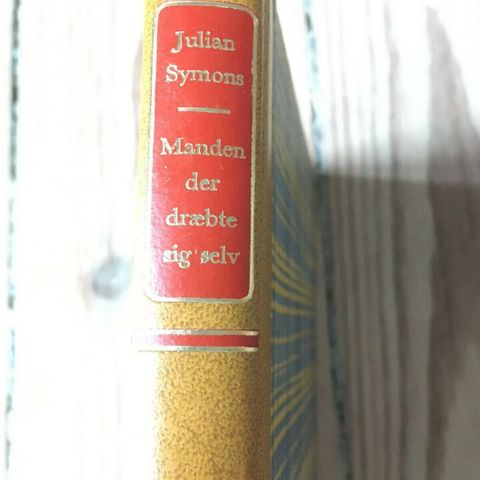 Julian
Symons
Manden
der
dræbte
sig selv